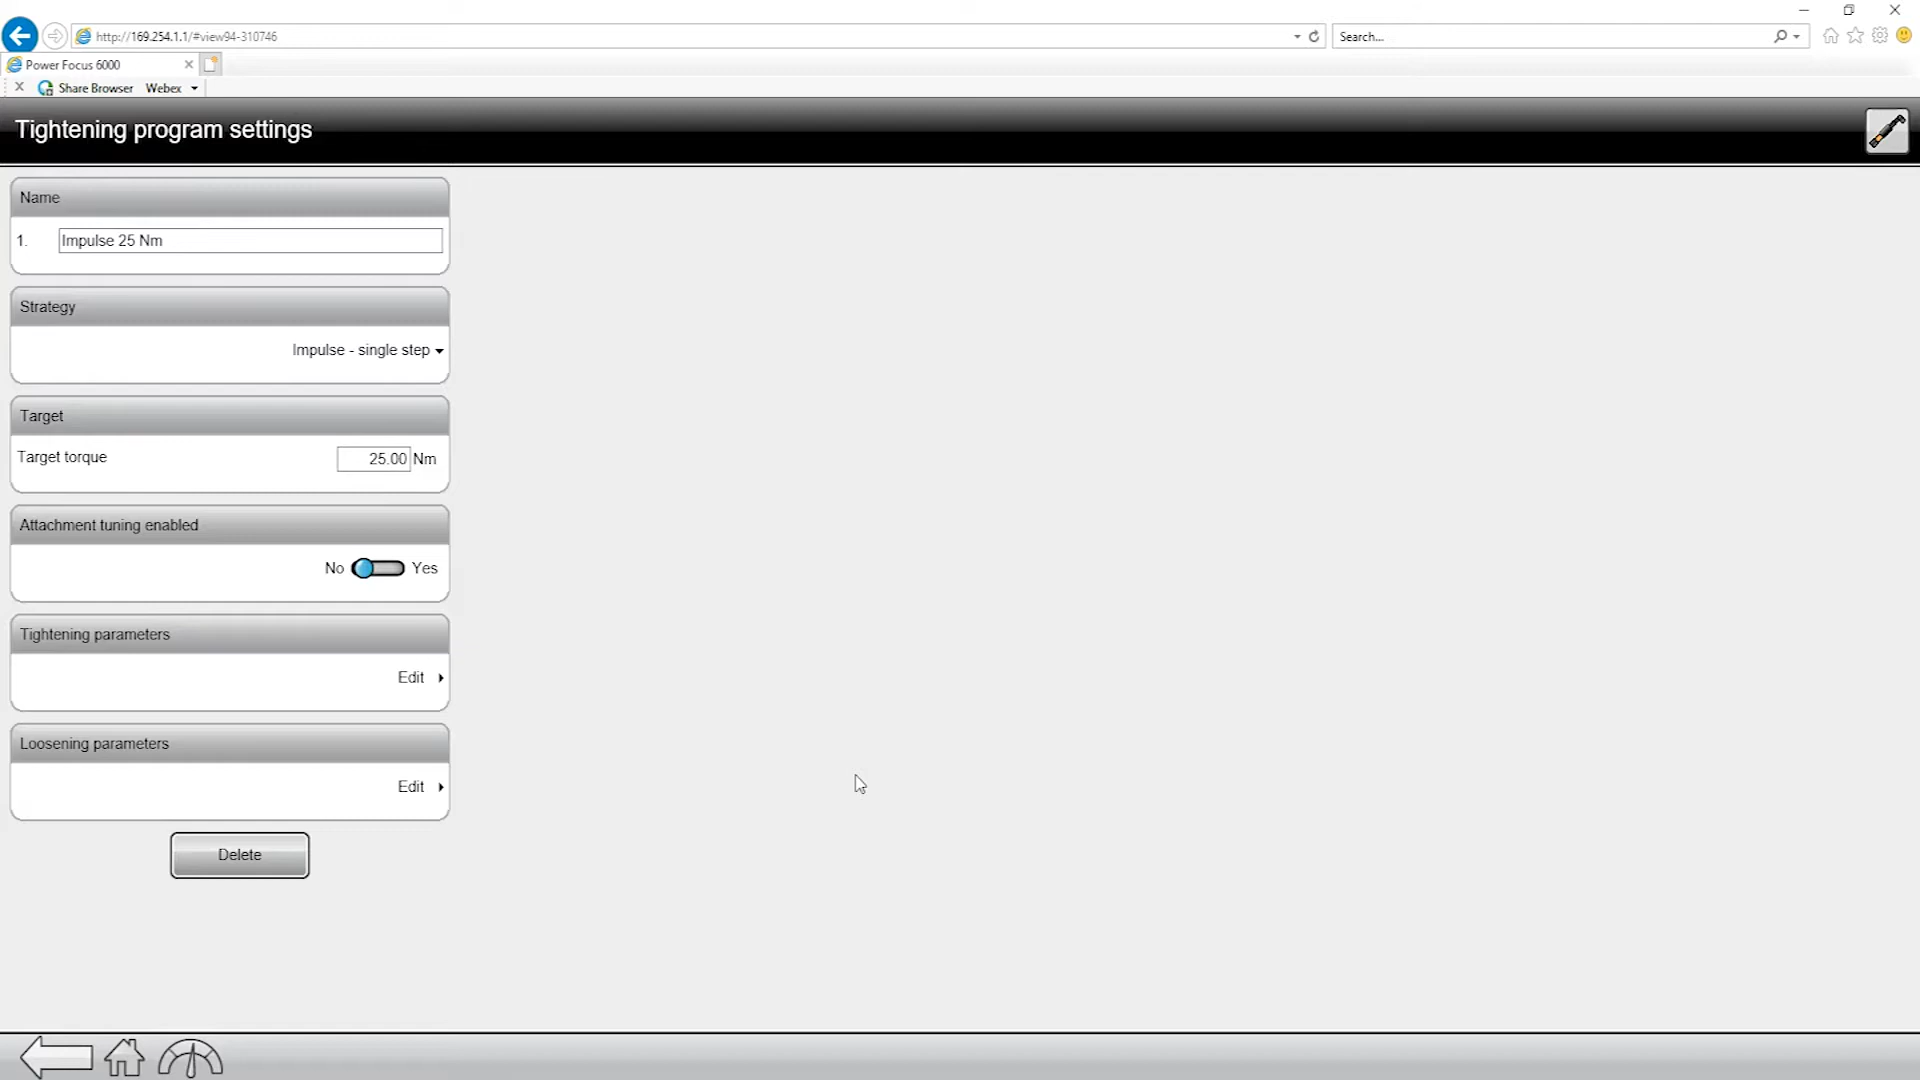 http://169.254.1.1/#view94-310746
Search...
Power Focus 6000
Share Browser
Webex
Tightening program settings
Name
1.
Impulse 25 Nm
Strategy
Impulse - single step
Target
Target torque
25.00 Nm
Attachment tuning enabled
No
Yes
Tightening parameters
Edit
Loosening parameters
Edit
Delete